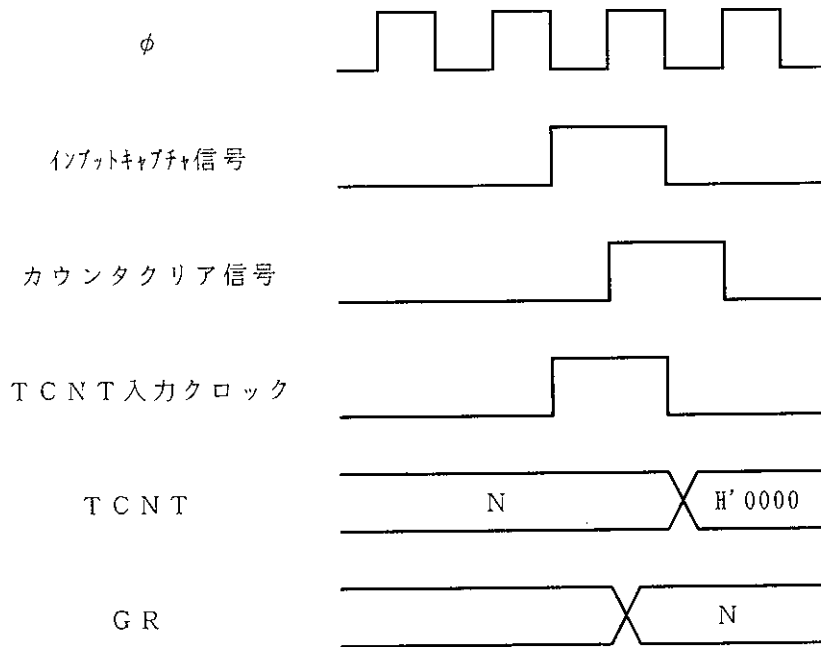 φ
インプットキャプチャ信号
カウンタクリア信号
TCNT入力クロック
TCNT
N
H'0000
GR
N